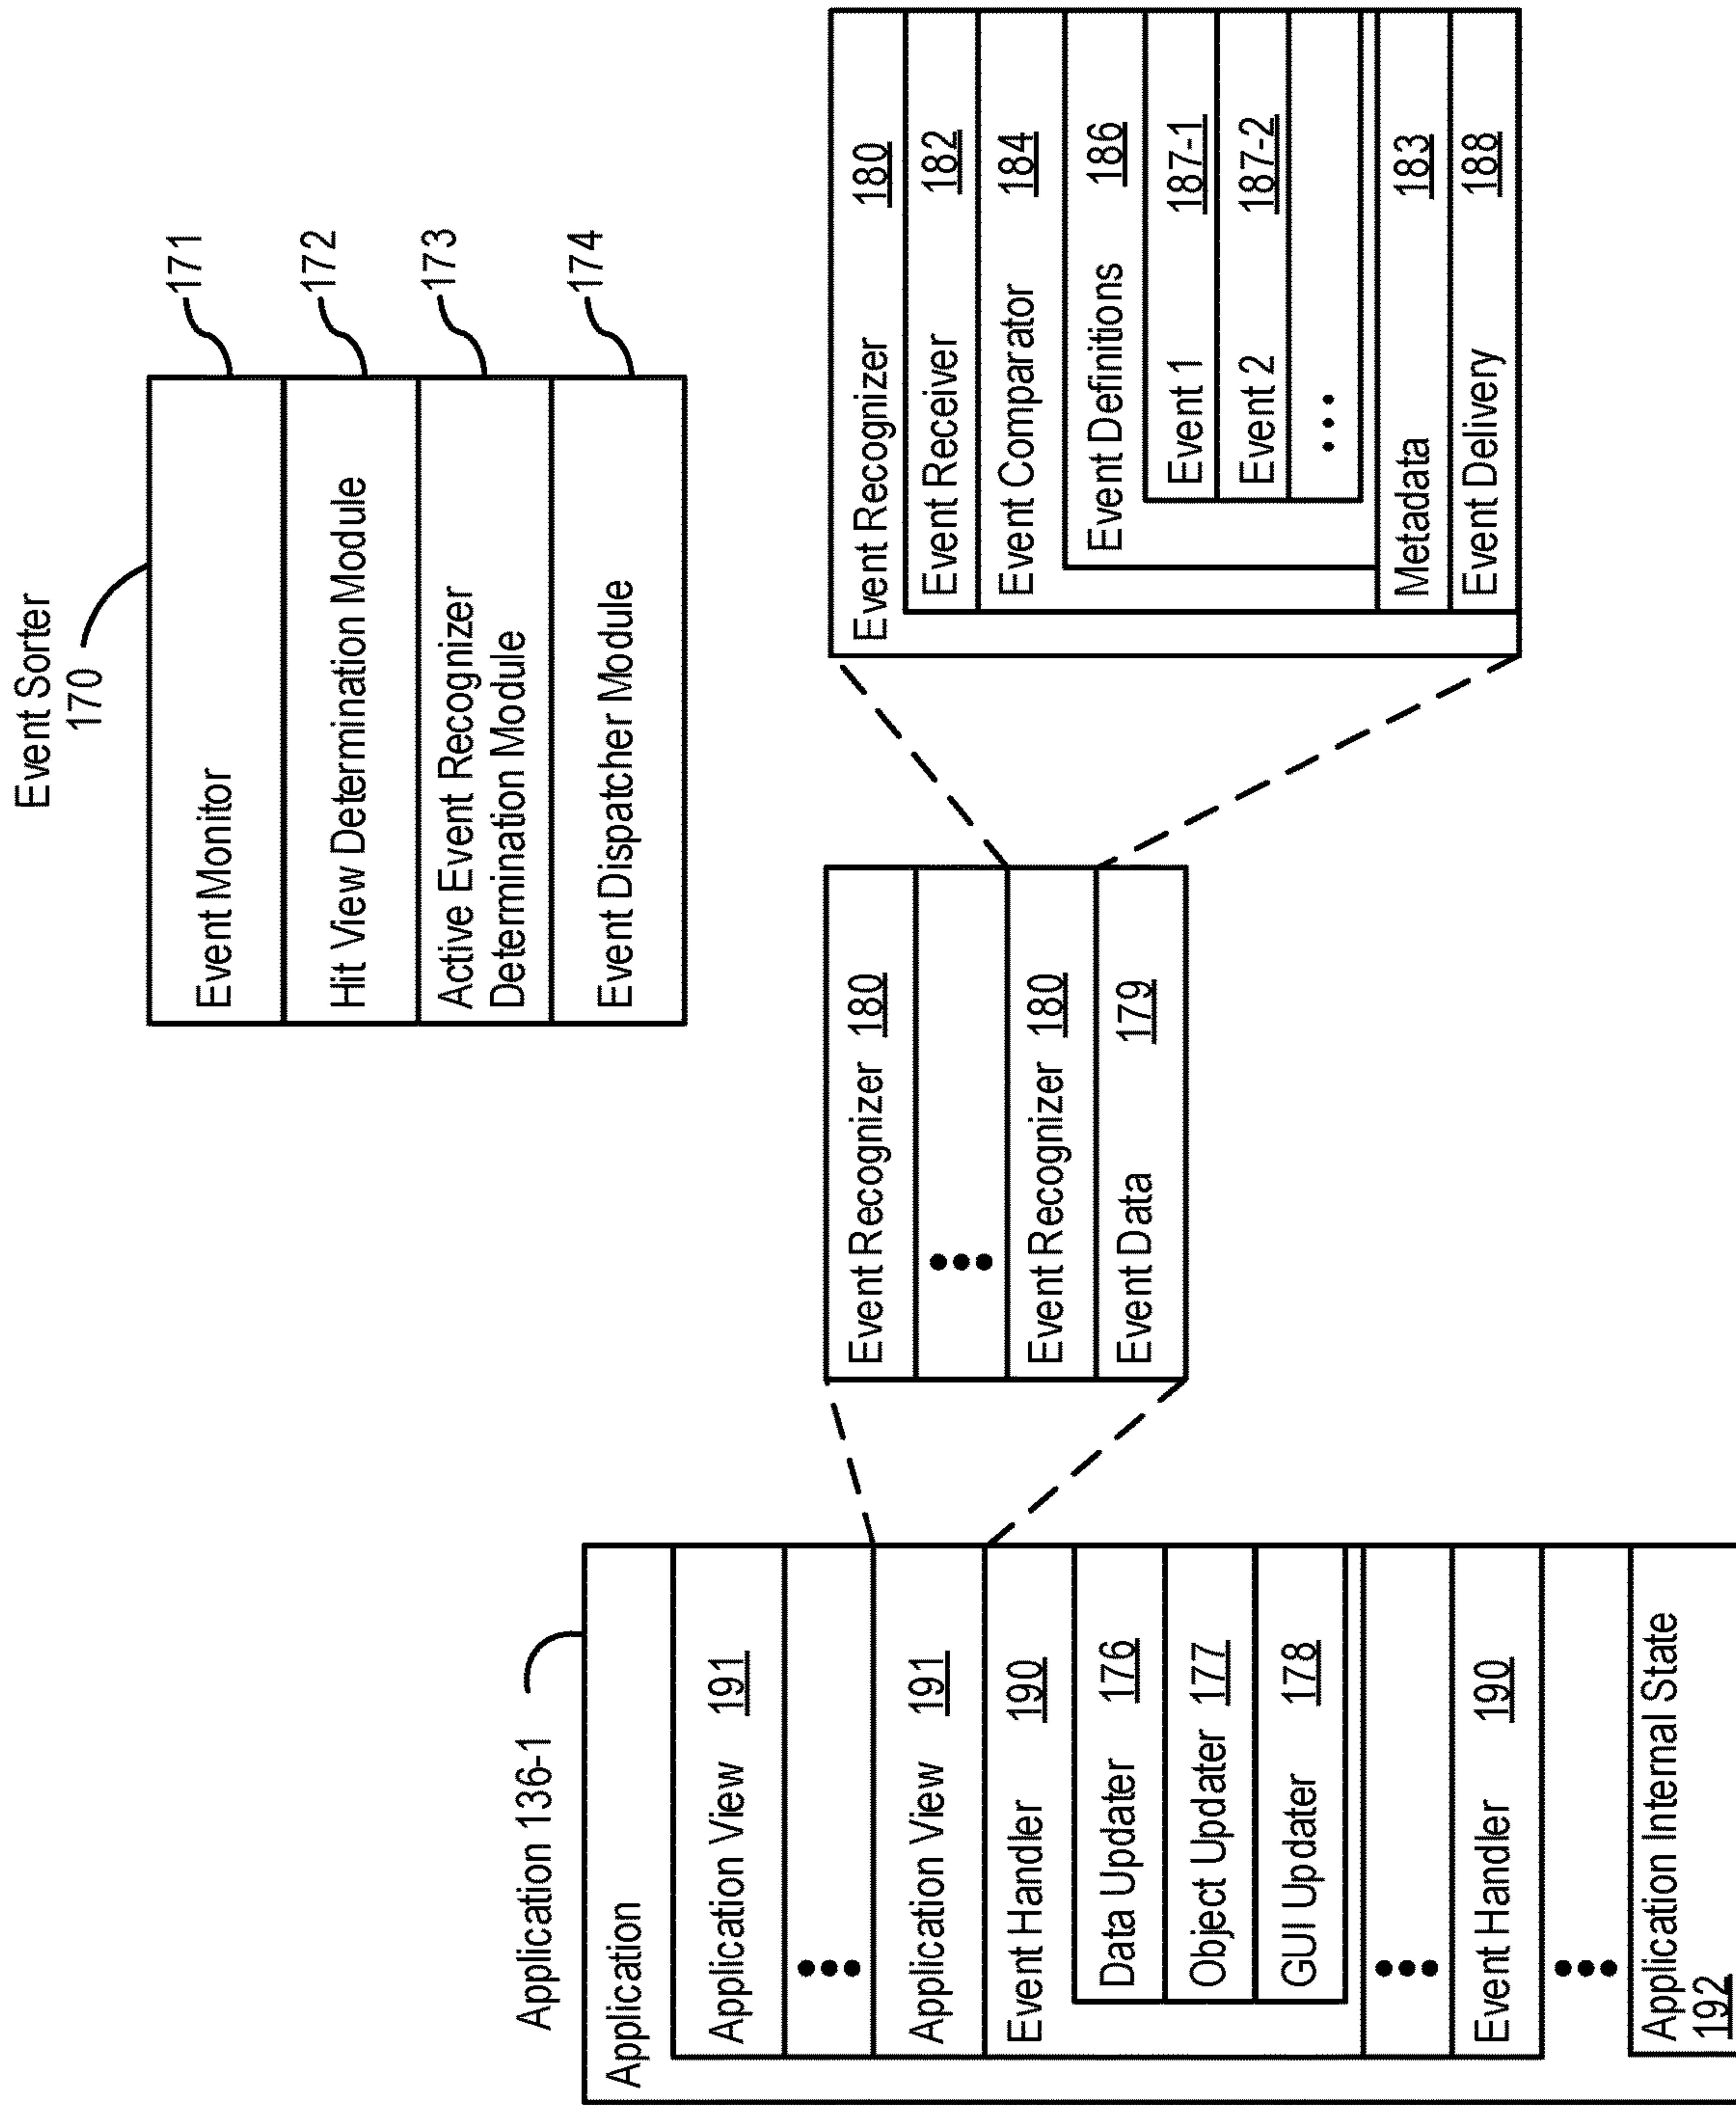 Event Sorter
170
Event Monitor
171
Hit View Determination Module
172
Active Event Recognizer
Determination Module
173
Event Dispatcher Module
174
Application 136-1
Application
Application View 191
•••
Application View 191
Event Handler 190
Data Updater 176
Object Updater 177
GUI Updater 178
•••
Event Handler 190
•••
Application Internal State
192
Event Recognizer 180
•••
Event Recognizer 180
Event Data 179
Event Recognizer 180
Event Receiver 182
Event Comparator 184
Event Definitions 186
Event 1 187-1
Event 2 187-2
•••
Metadata 183
Event Delivery 188